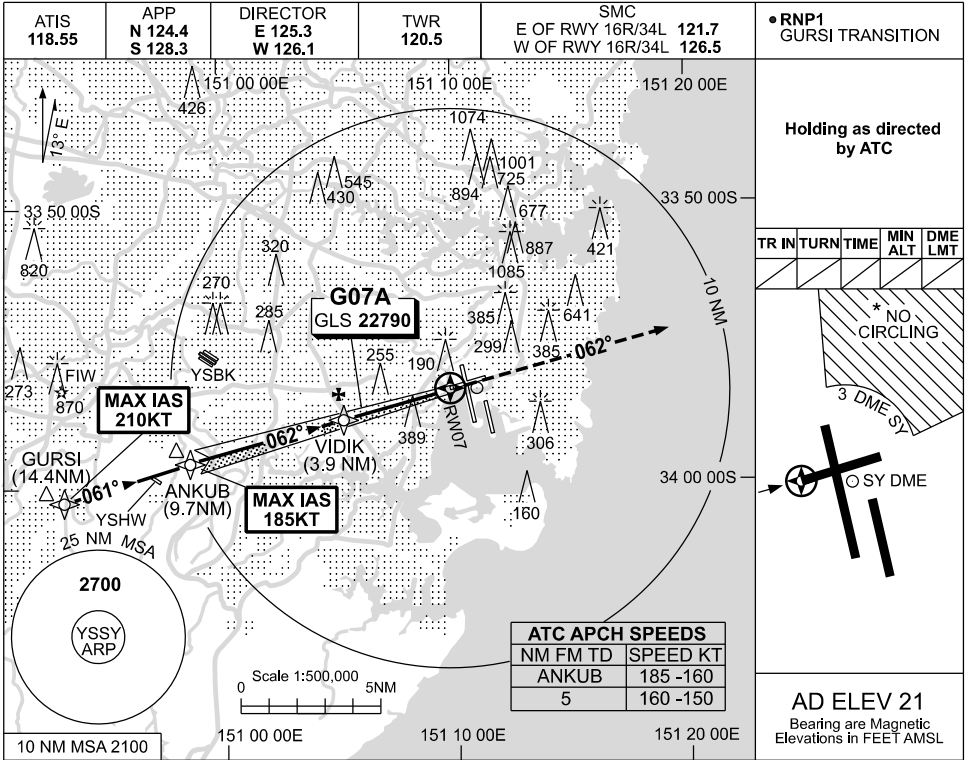 ATIS
118.55
APP
N 124.4
S 128.3
DIRECTOR
E 125.3
W 126.1
TWR
120.5
SMC
E OF RWY 16R/34L 121.7
W OF RWY 16R/34L 126.5
RNP1
GURSI TRANSITION
151 00 00E
151 10 00E
151 20 00E
13° E
426
1074
1001
725
894
545
430
677
33 50 00S
33 50 00S
820
320
887
1085
421
270
285
G07A
GLS 22790
385
299
641
385
10 NM
062°
190
255
YSBK
273
FIW
870
MAX IAS
210KT
RW07
389
306
062°
VIDIK
(3.9 NM)
GURSI
(14.4NM)
061°
ANKUB
(9.7NM)
MAX IAS
185KT
34 00 00S
160
YSHW
25 NM MSA
2700
YSSY
ARP
ATC APCH SPEEDS
NM FM TD SPEED KT
ANKUB 185 -160
5 160 -150
Scale 1:500,000
0 5NM
10 NM MSA 2100
151 00 00E
151 10 00E
151 20 00E
Holding as directed
by ATC
TR IN TURN TIME MIN ALT DME LMT
* NO
CIRCLING
3 DME SY
SY DME
AD ELEV 21
Bearing are Magnetic
Elevations in FEET AMSL